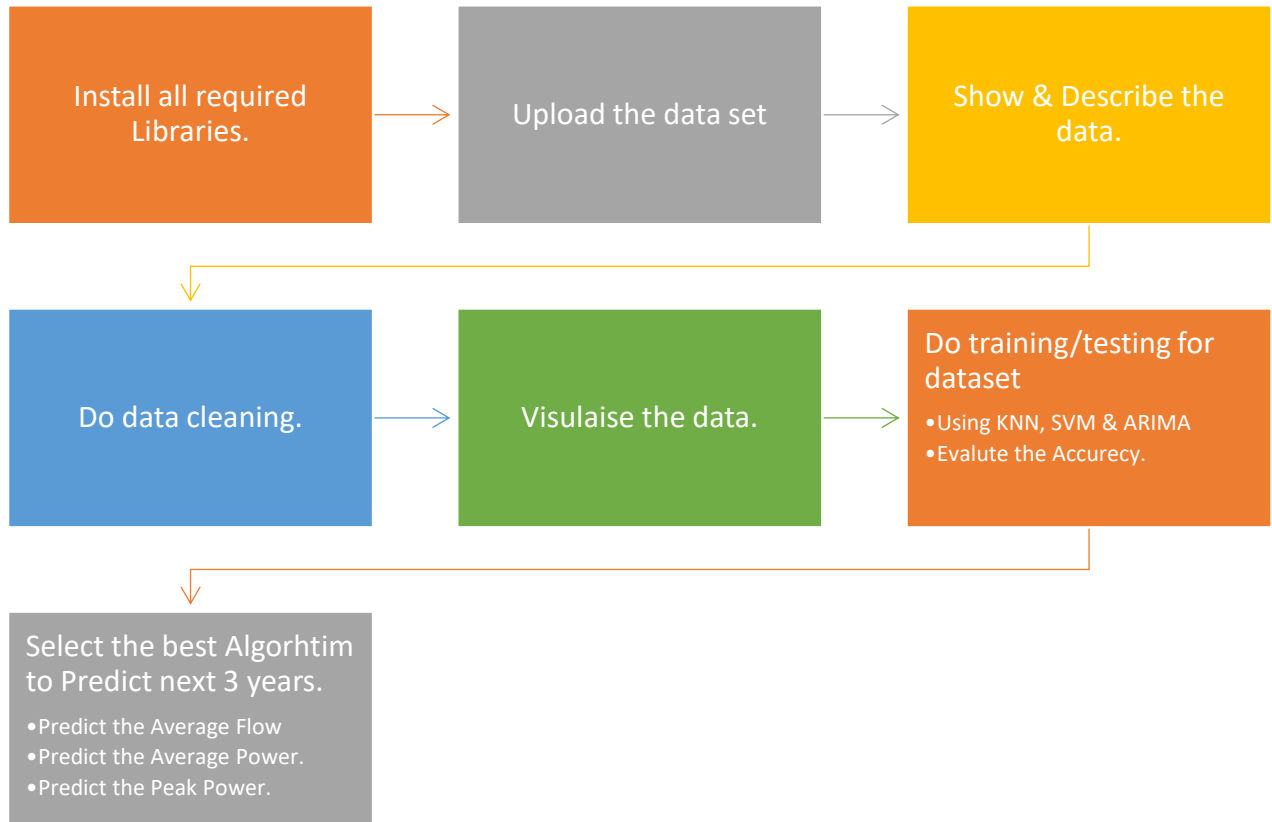 Install all required
Libraries.
Upload the data set
Show & Describe the
data.
Do data cleaning.
Visulaise the data.
Do training/testing for
dataset
•Using KNN, SVM & ARIMA
•Evalute the Accurecy.
Select the best Algorhtim
to Predict next 3 years.
•Predict the Average Flow
•Predict the Average Power.
•Predict the Peak Power.